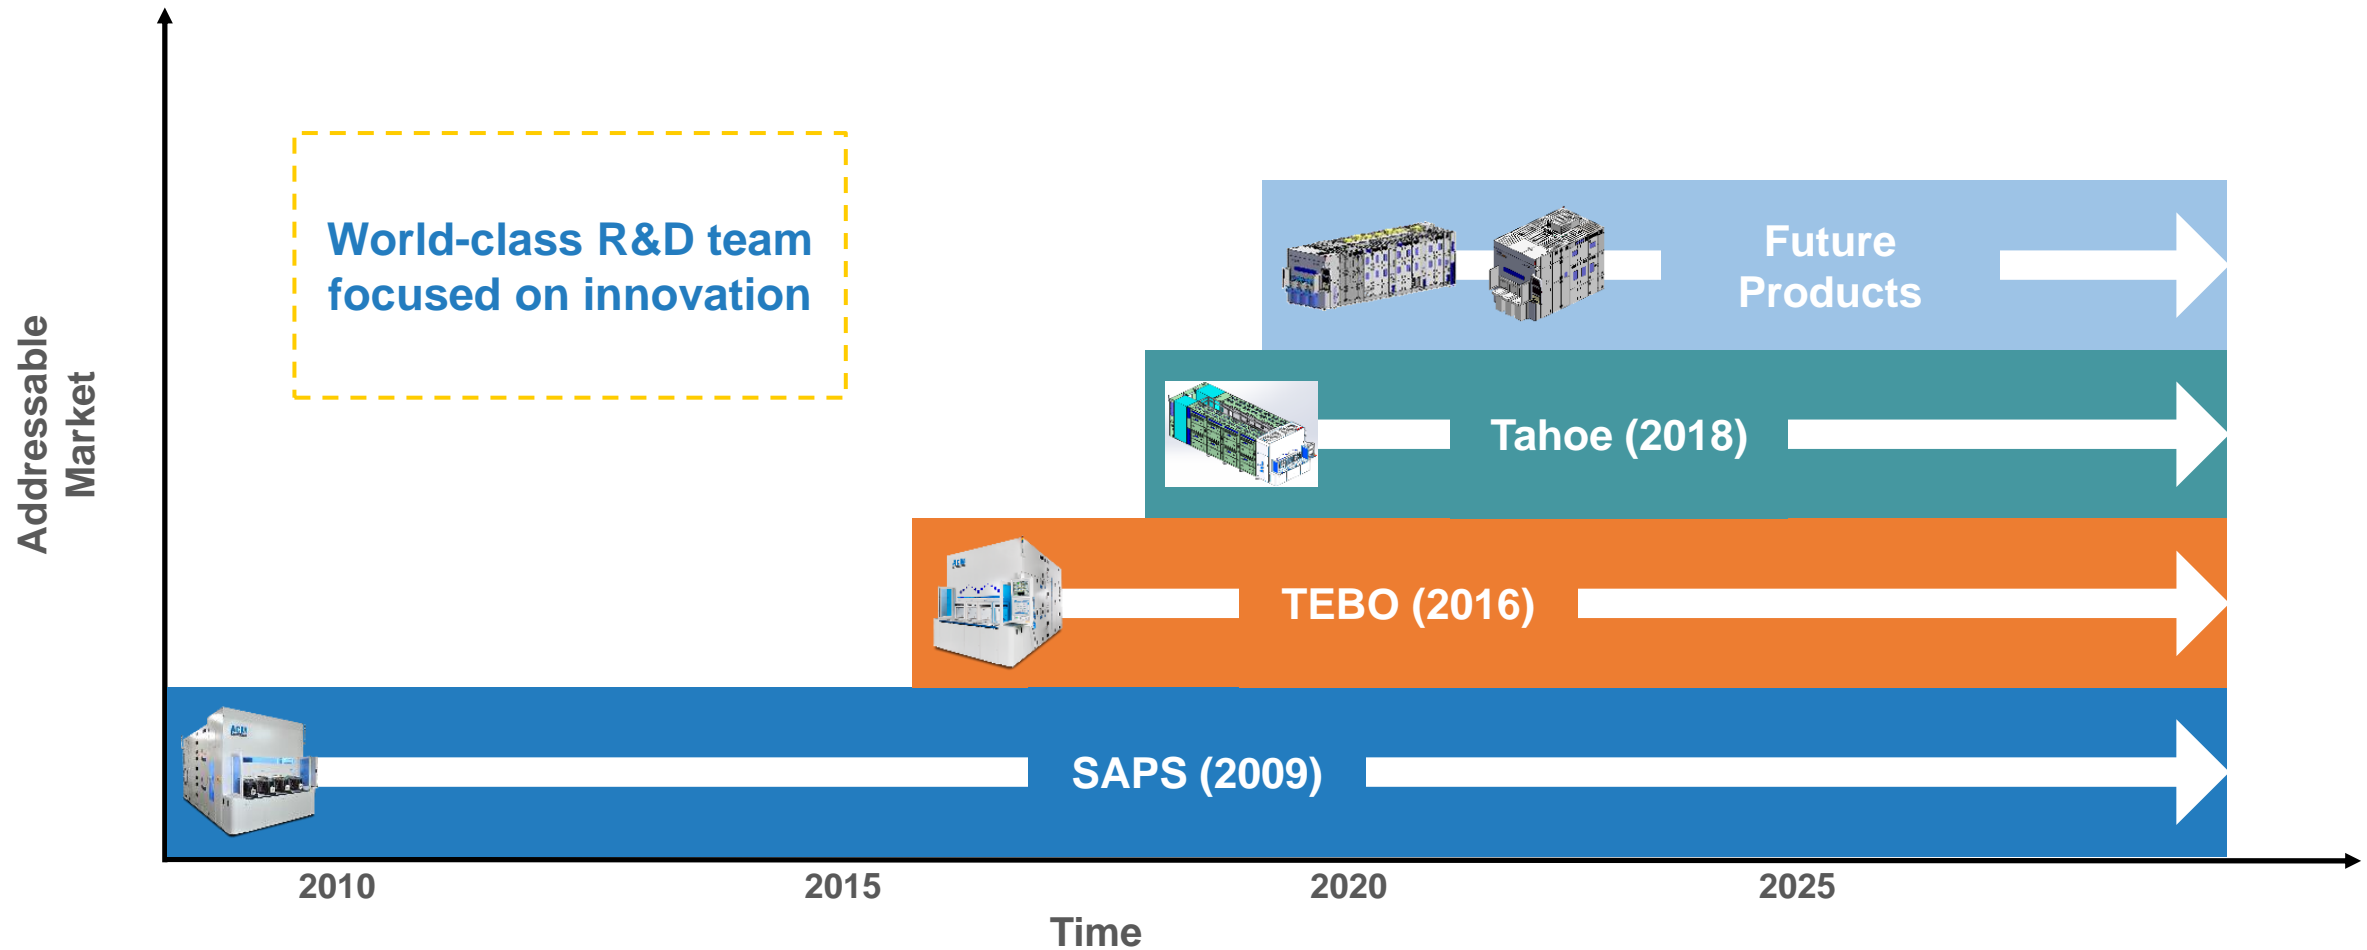 World-class R&D team
focused on innovation
Addressable
Market
Future
Products
Tahoe (2018)
TEBO (2016)
SAPS (2009)
2010
2015
2020
2025
Time